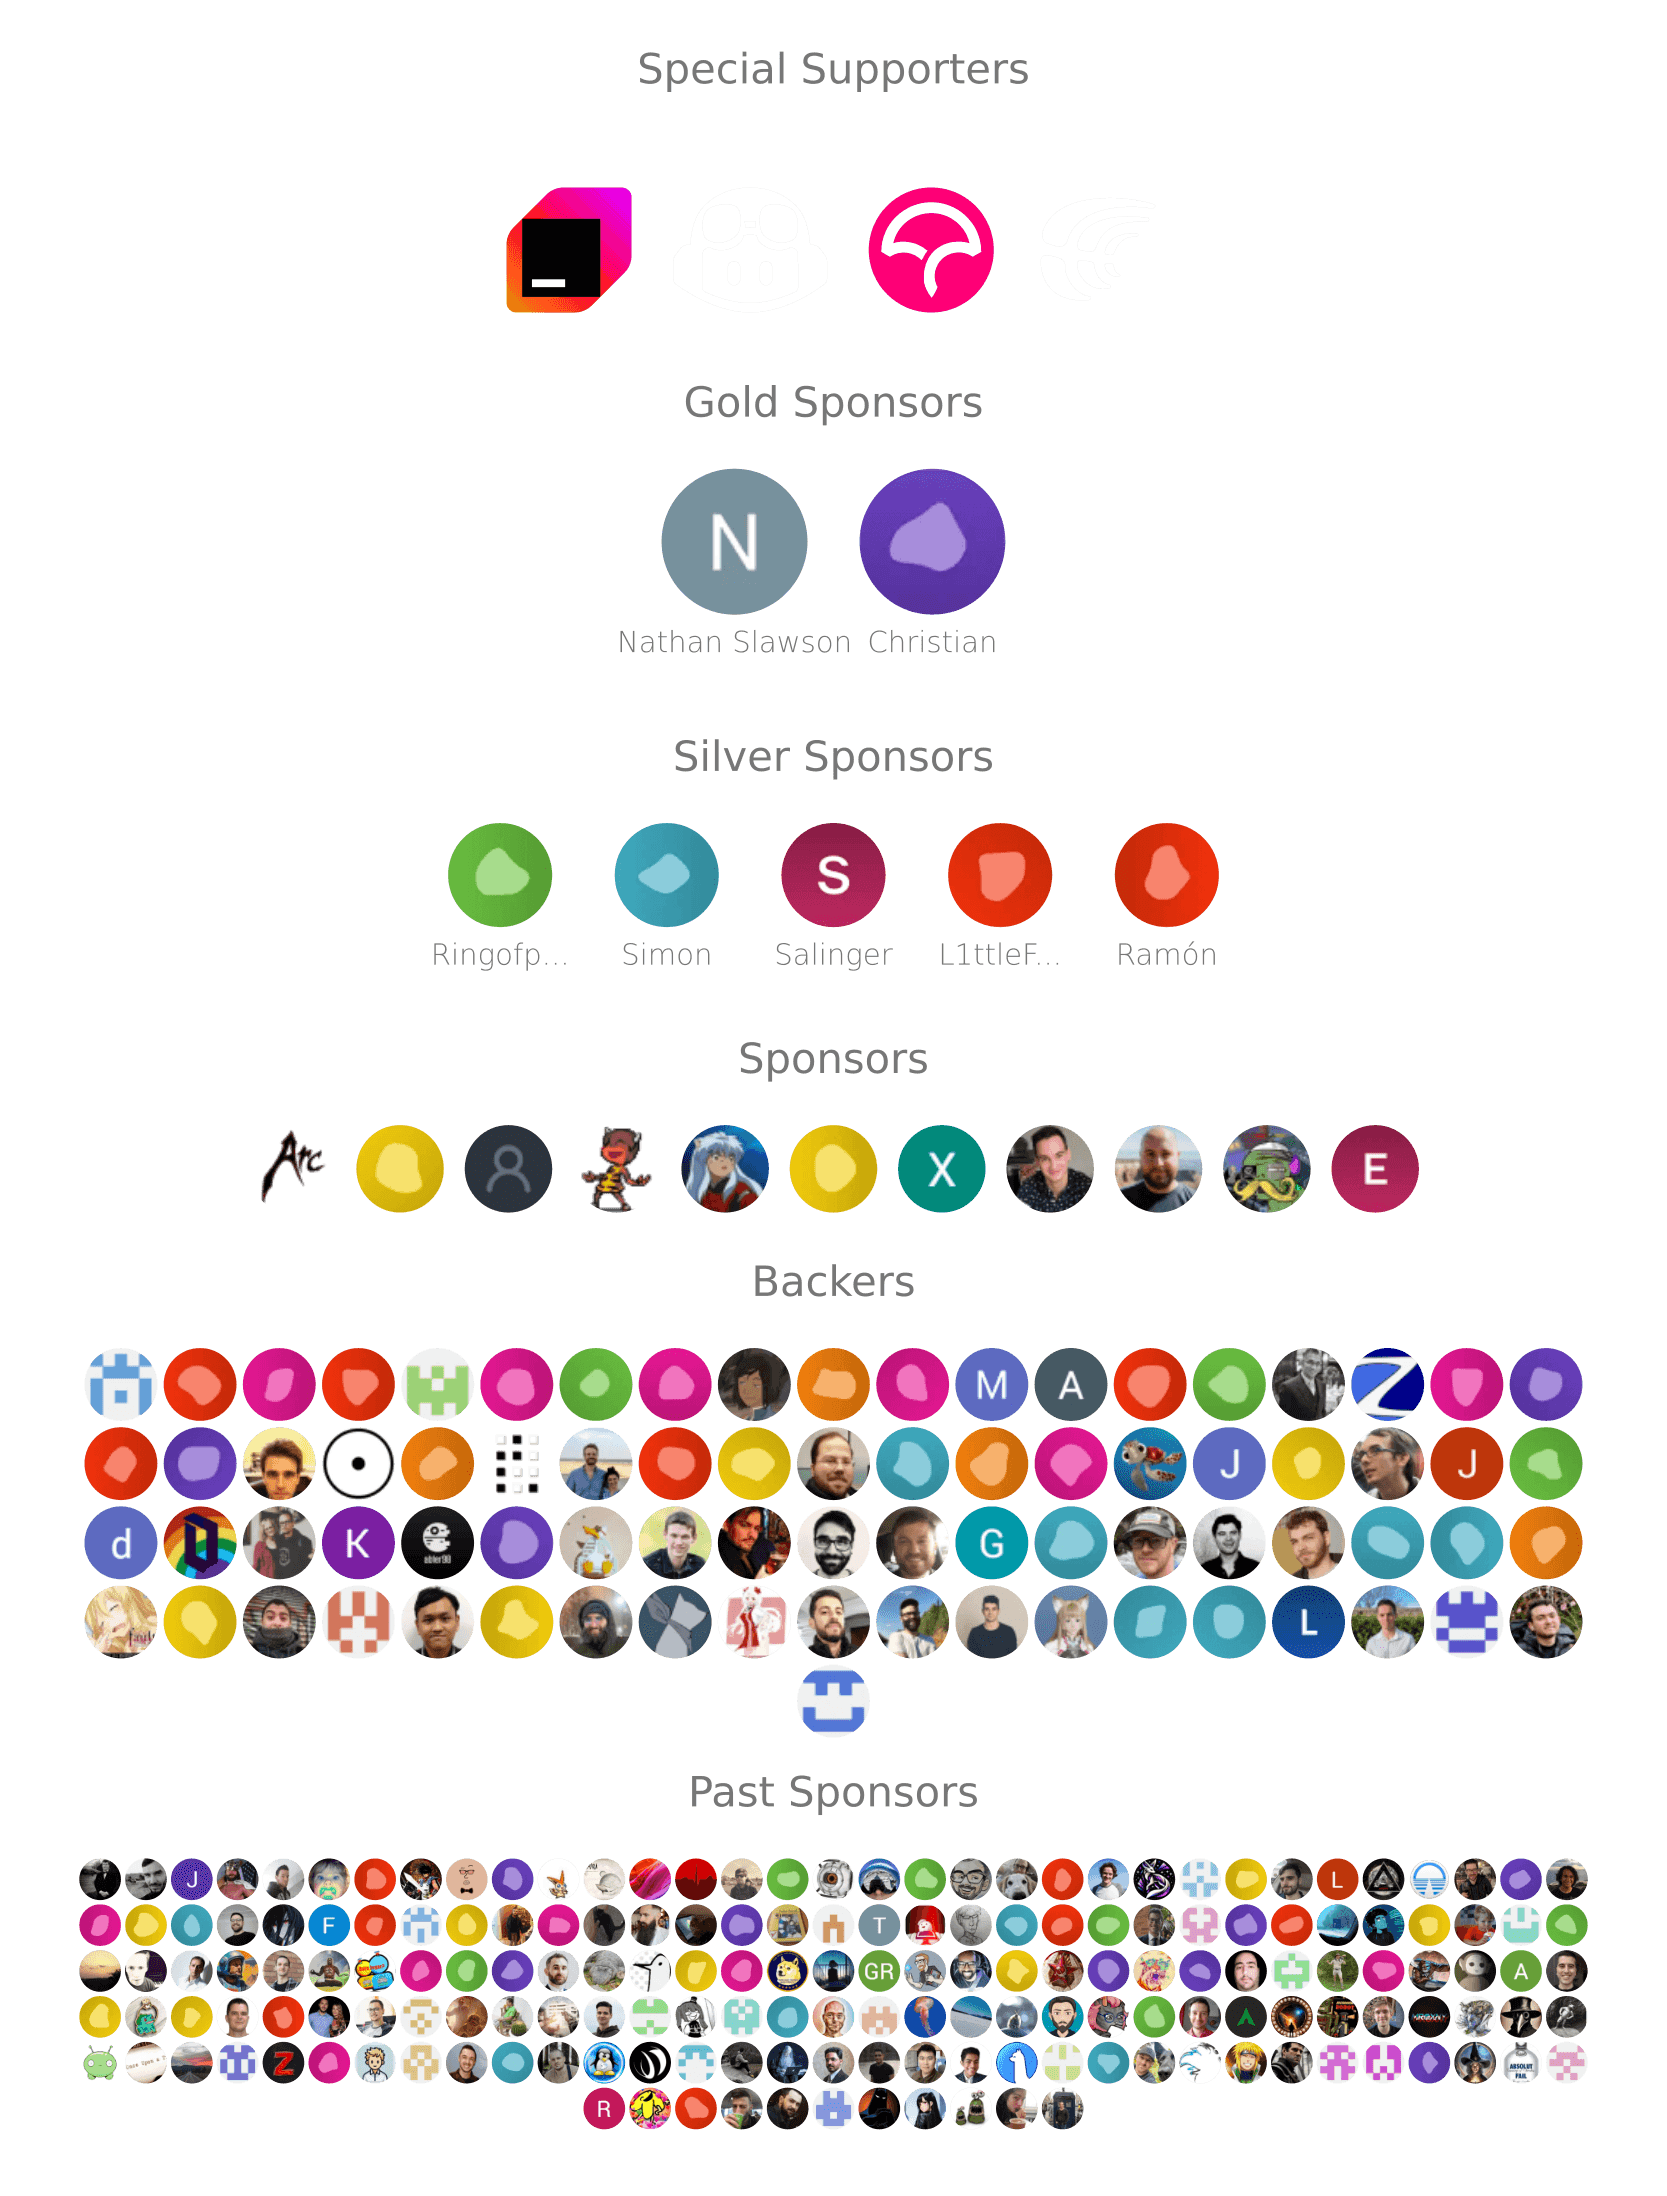 Special Supporters
Gold Sponsors
N
Nathan Slawson Christian
Silver Sponsors
S
Ringofp... Simon Salinger L1ttleF... Ramón
Sponsors
Arc X E
Backers
M A
J J
d K G
L
Past Sponsors
J L
F T
GR A
R